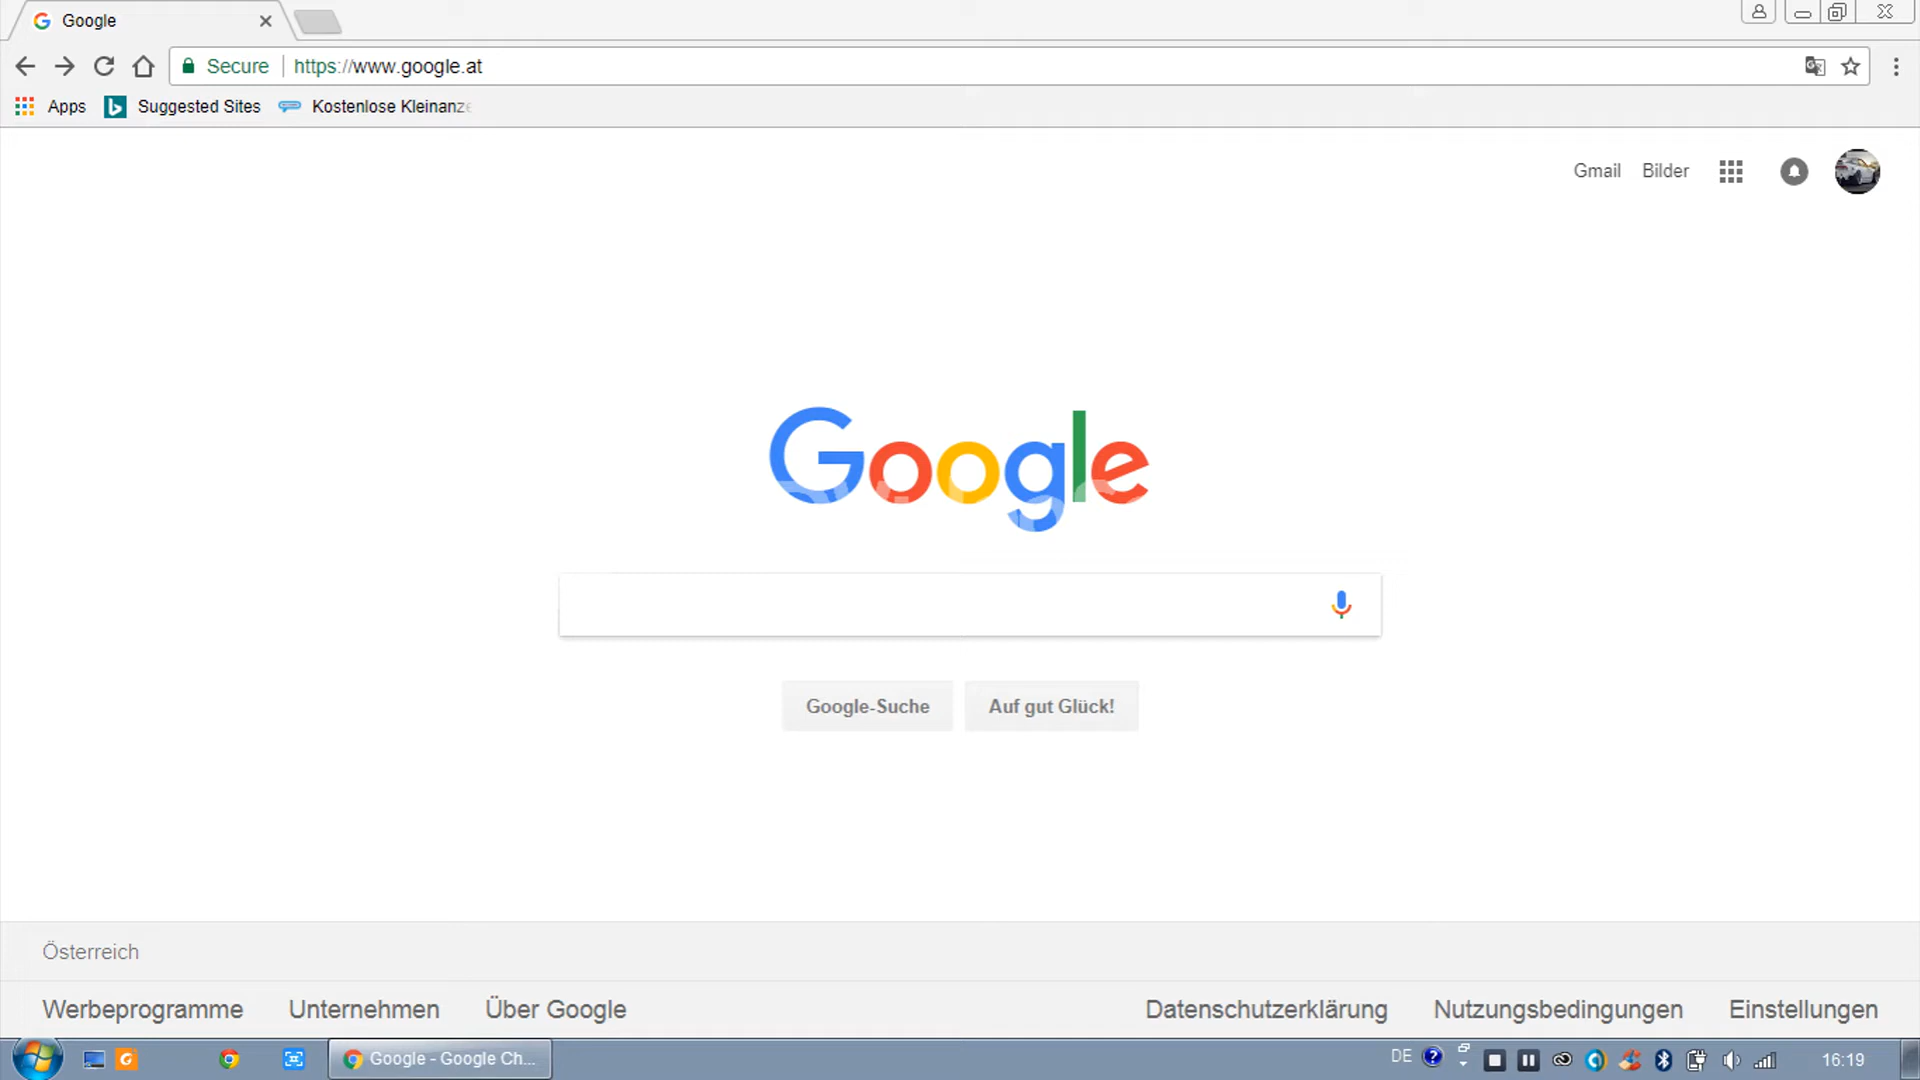 Google
Secure https://www.google.at
Apps Suggested Sites Kostenlose Kleinanze
Gmail Bilder
Google
Google-Suche Auf gut Glück!
Österreich
Werbeprogramme Unternehmen Über Google Datenschutzerklärung Nutzungsbedingungen Einstellungen
Google - Google Ch... DE 16:19